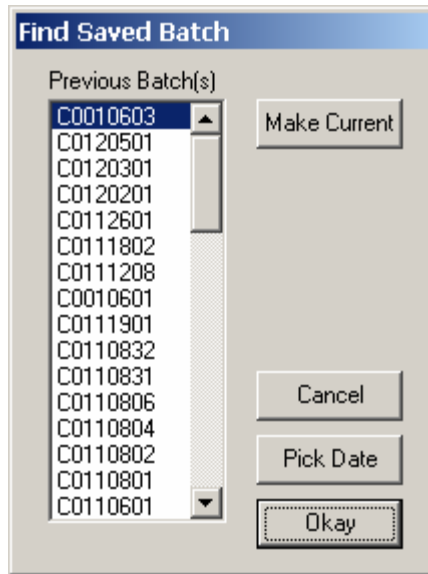 Find Saved Batch
Previous Batch(s)
C0010603
C0120501
C0120301
C0120201
C0112601
C0111802
C0111208
C0010601
C0111901
C0110832
C0110831
C0110806
C0110804
C0110802
C0110801
C0110601
Make Current
Cancel
Pick Date
Okay